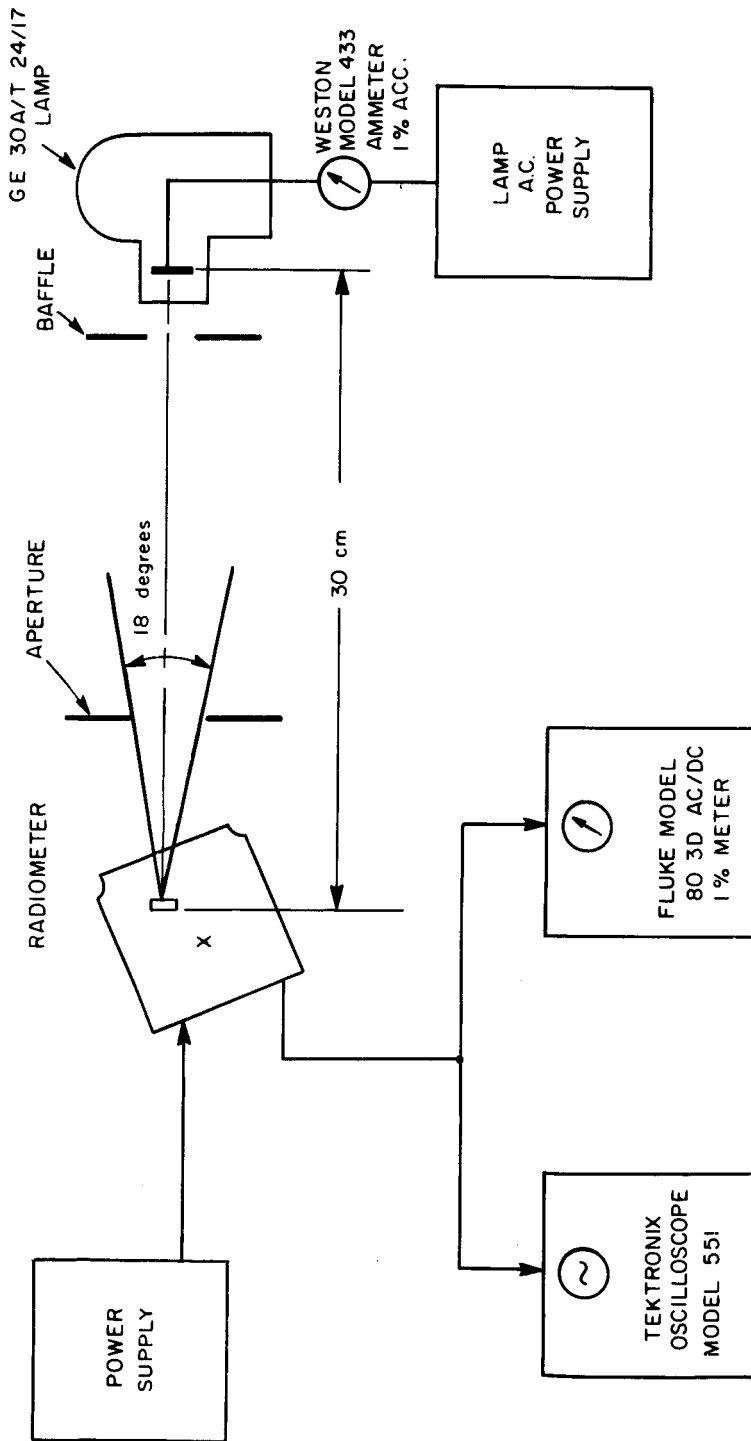 GE 30A/T 24/17
LAMP
BAFFLE
WESTON
MODEL 433
AMMETER
1% ACC.
LAMP
A.C.
POWER
SUPPLY
APERTURE
18 degrees
30 cm
RADIOMETER
X
POWER
SUPPLY
FLUKE MODEL
80 3D AC/DC
1% METER
TEKTRONIX
OSCILLOSCOPE
MODEL 551
~